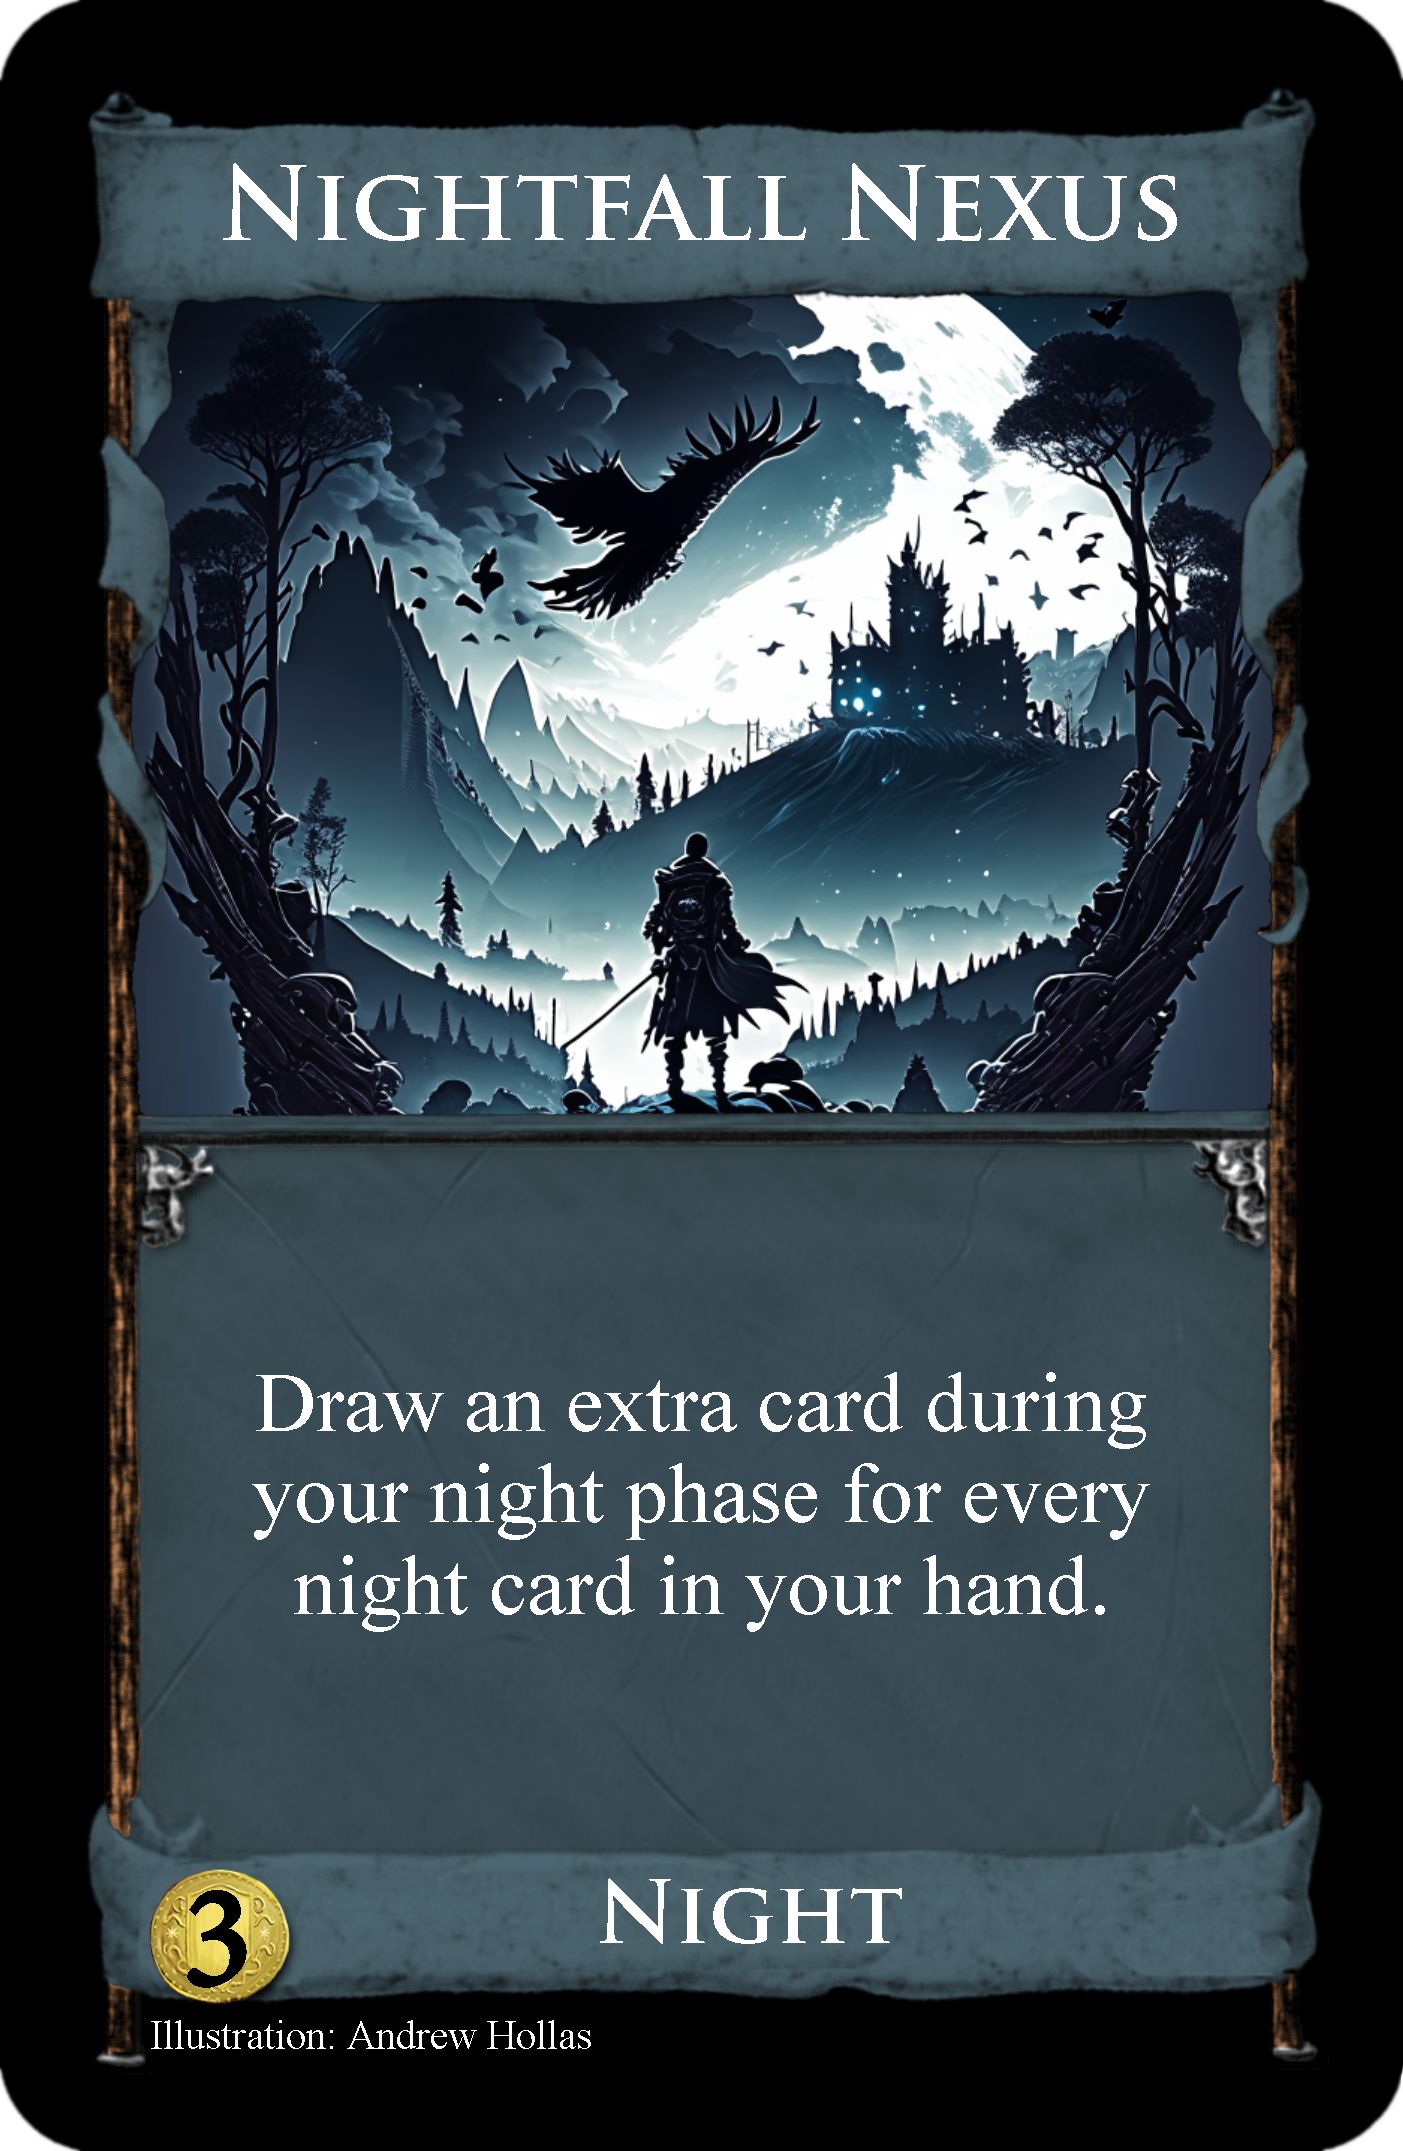 Nightfall Nexus
Draw an extra card during
your night phase for every
night card in your hand.
3
Night
Illustration: Andrew Hollas